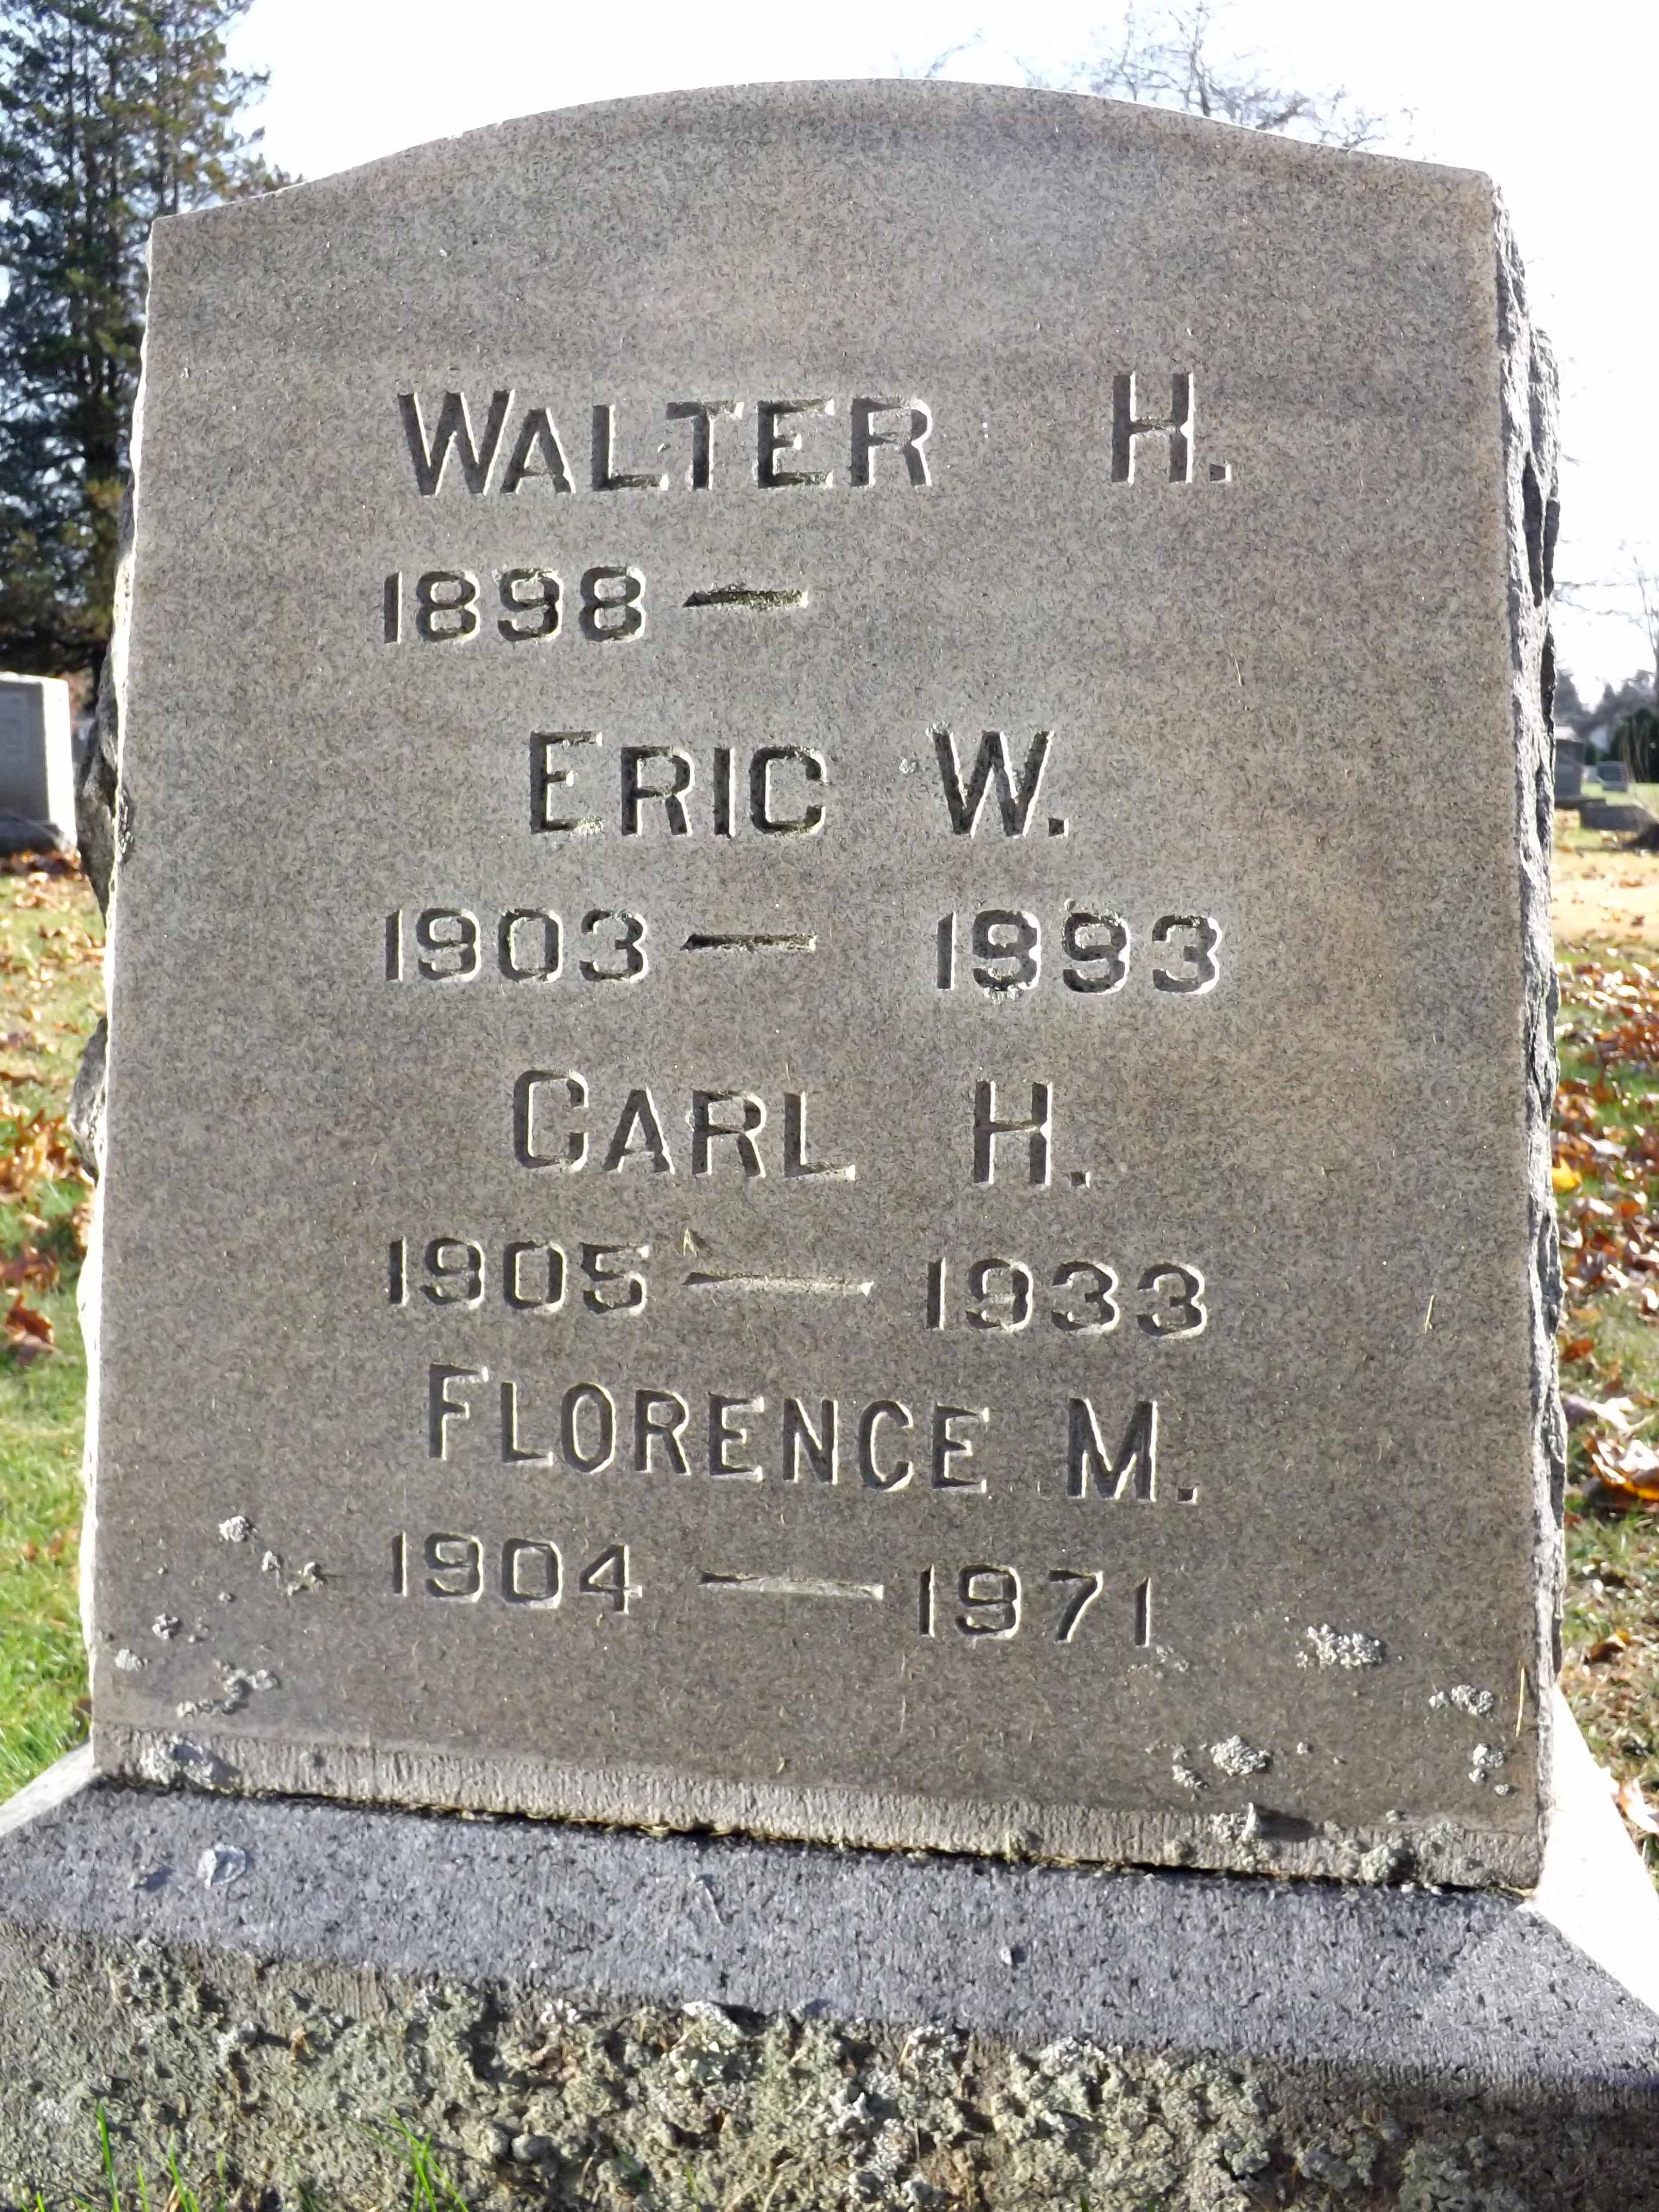 WALTER H.
1898 —
ERIC W.
1903 — 1993
CARL H.
1905 — 1933
FLORENCE M.
1904 — 1971